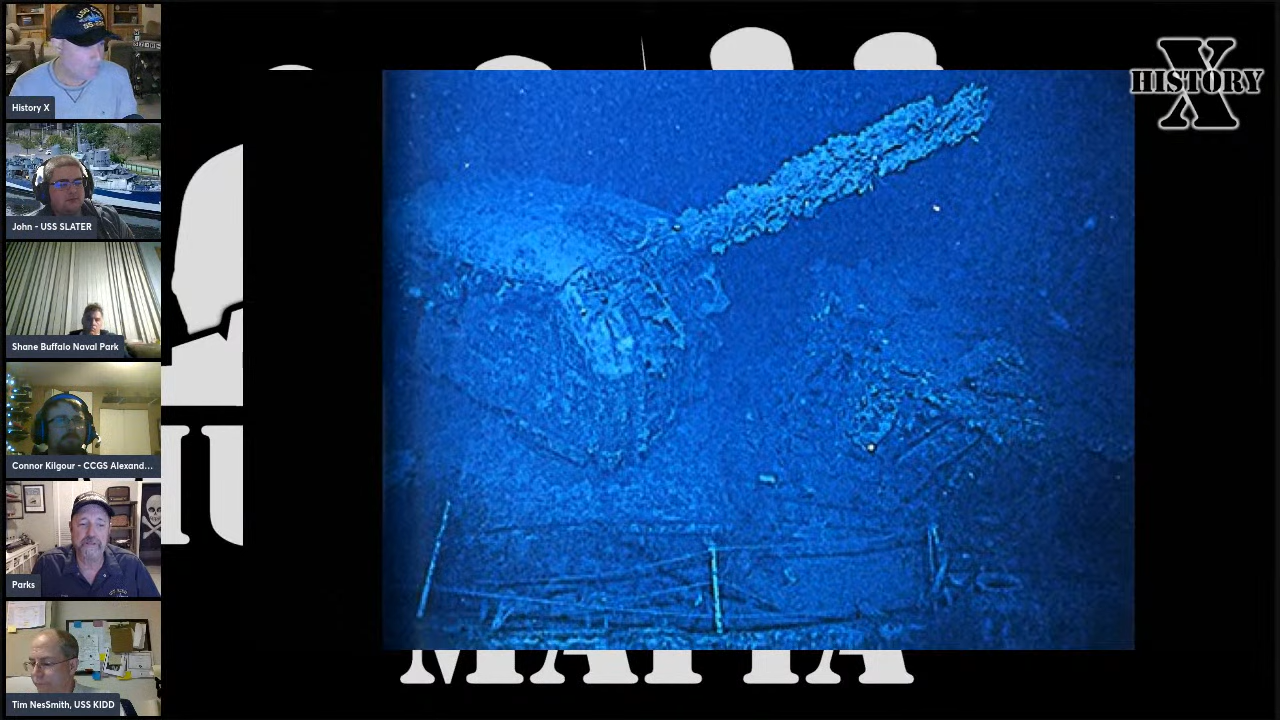 History X
John - USS SLATER
Shane Buffalo Naval Park
Connor Kilgour - CCGS Alexand...
Parks
Tim NesSmith, USS KIDD
X
HISTORY
MAFIA